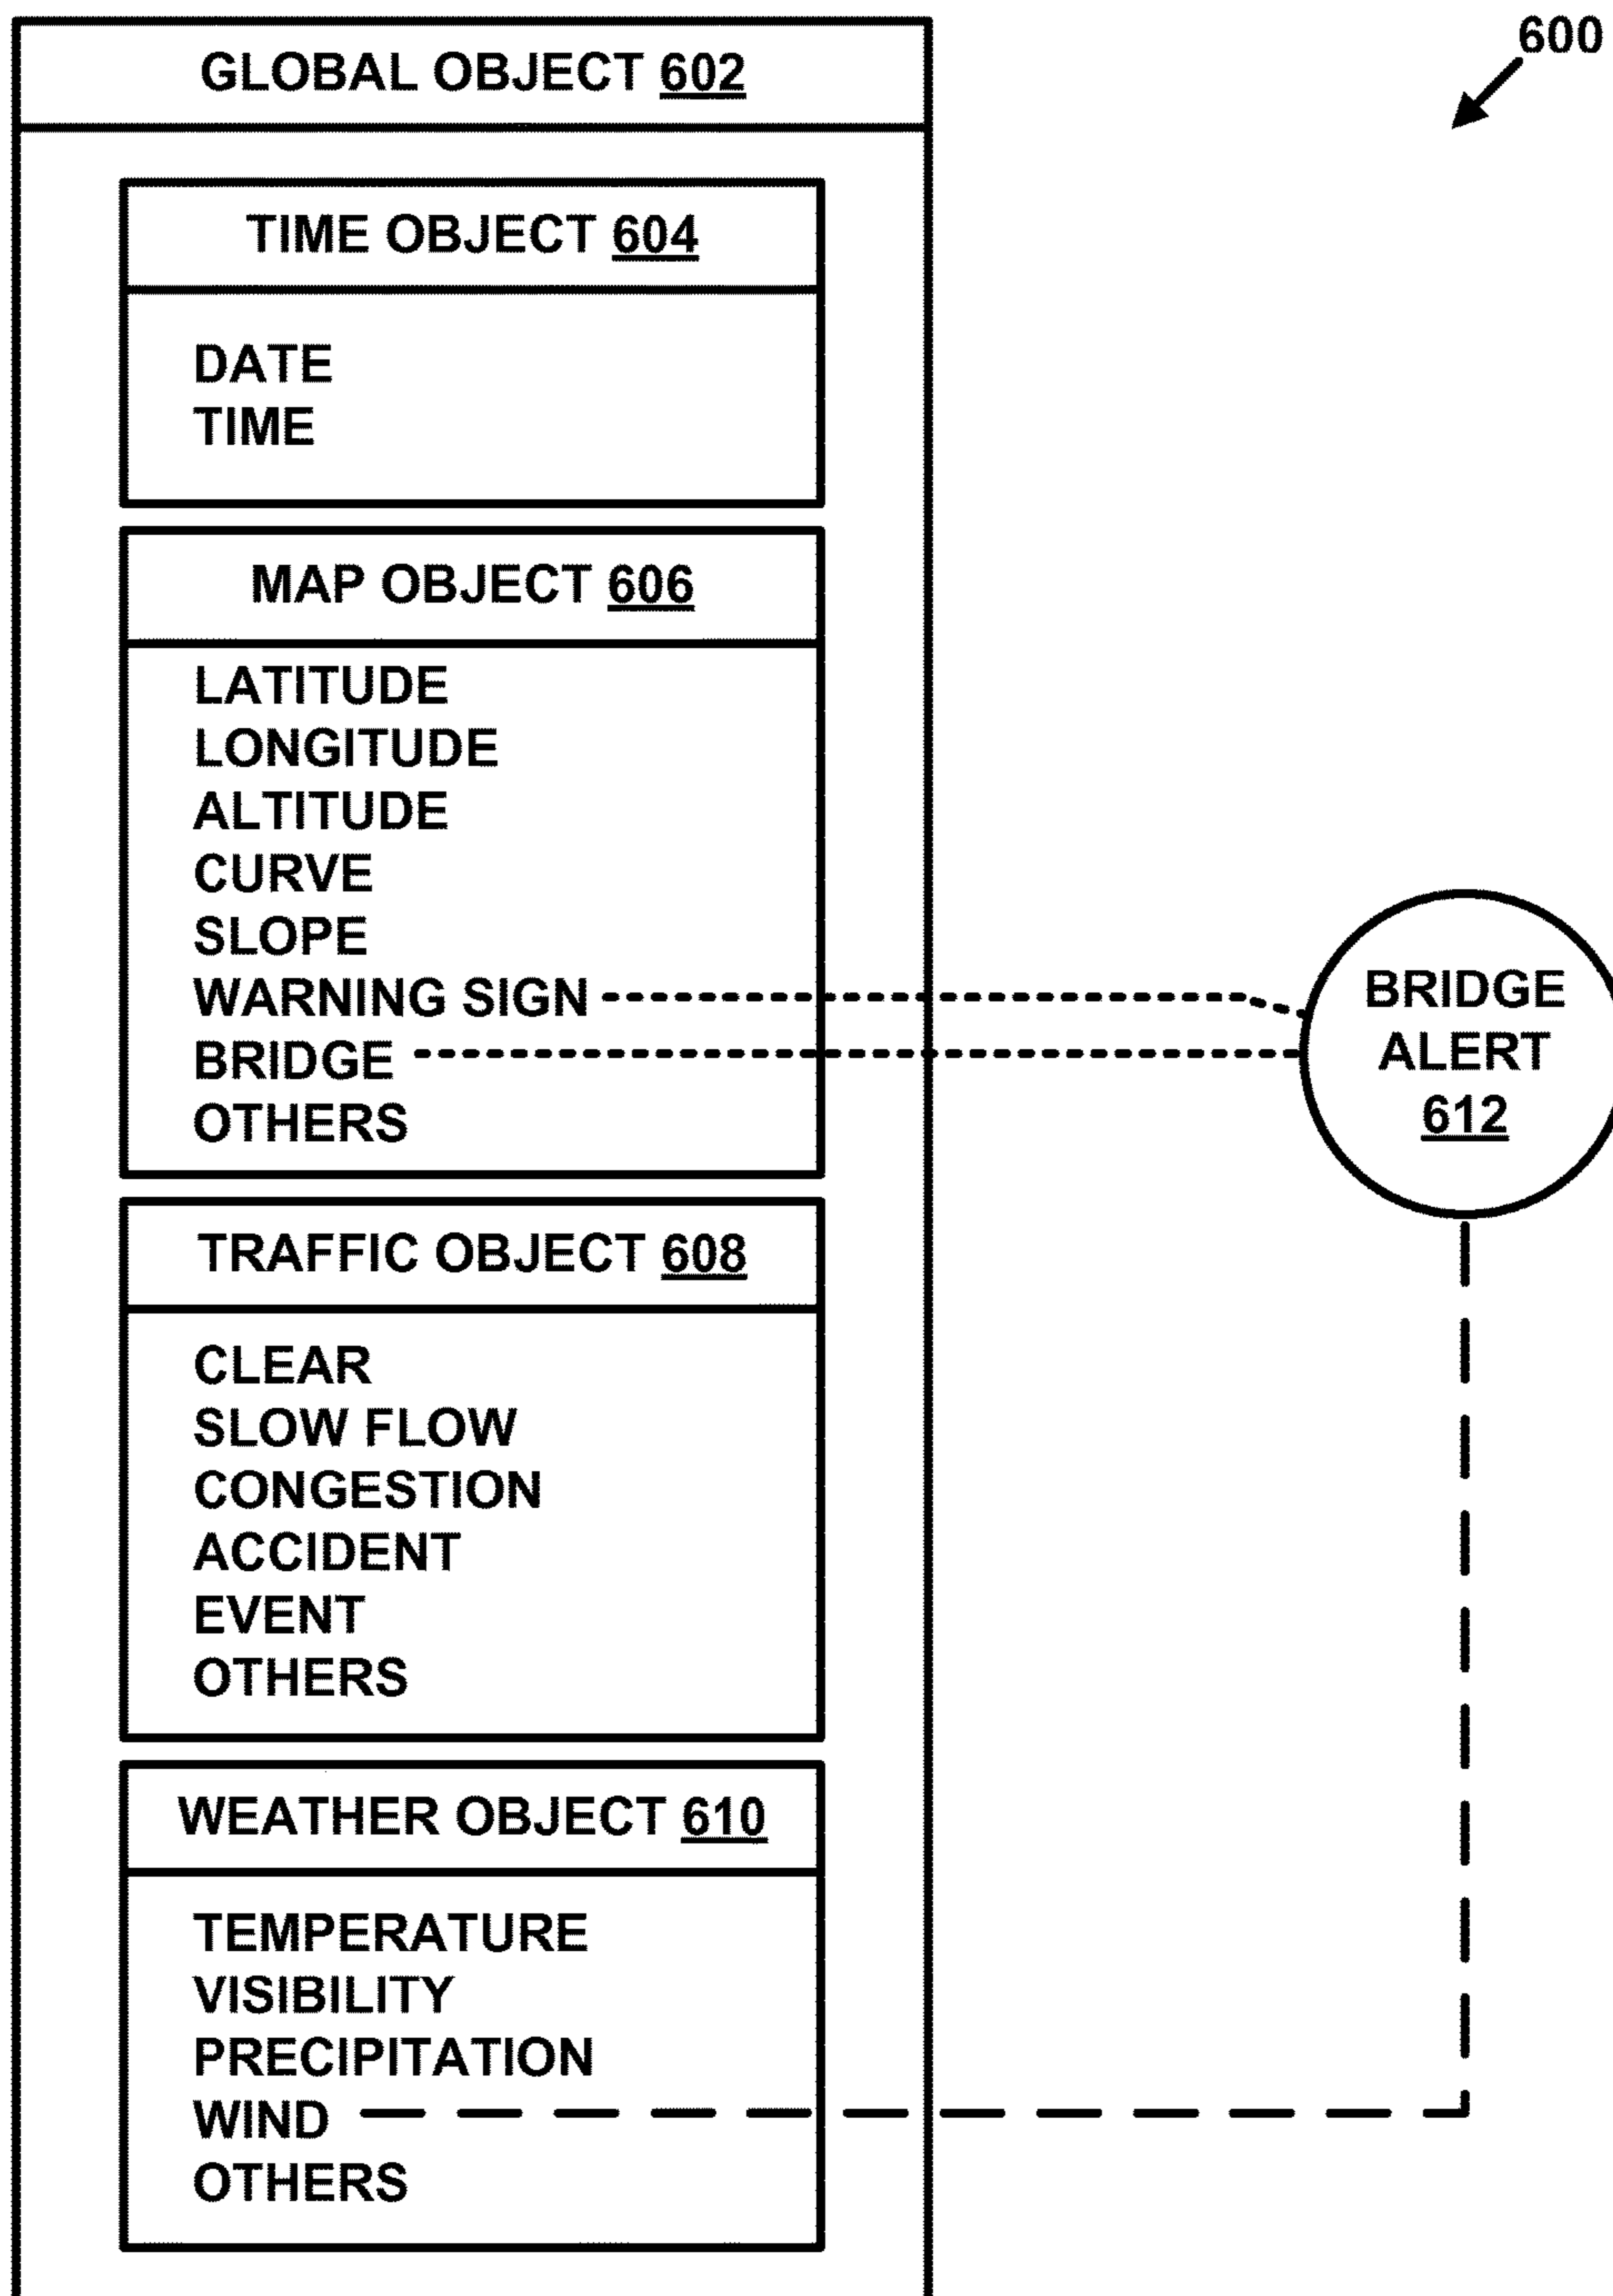 600
GLOBAL OBJECT 602
TIME OBJECT 604
DATE
TIME
MAP OBJECT 606
LATITUDE
LONGITUDE
ALTITUDE
CURVE
SLOPE
WARNING SIGN
BRIDGE
OTHERS
BRIDGE
ALERT
612
TRAFFIC OBJECT 608
CLEAR
SLOW FLOW
CONGESTION
ACCIDENT
EVENT
OTHERS
WEATHER OBJECT 610
TEMPERATURE
VISIBILITY
PRECIPITATION
WIND
OTHERS